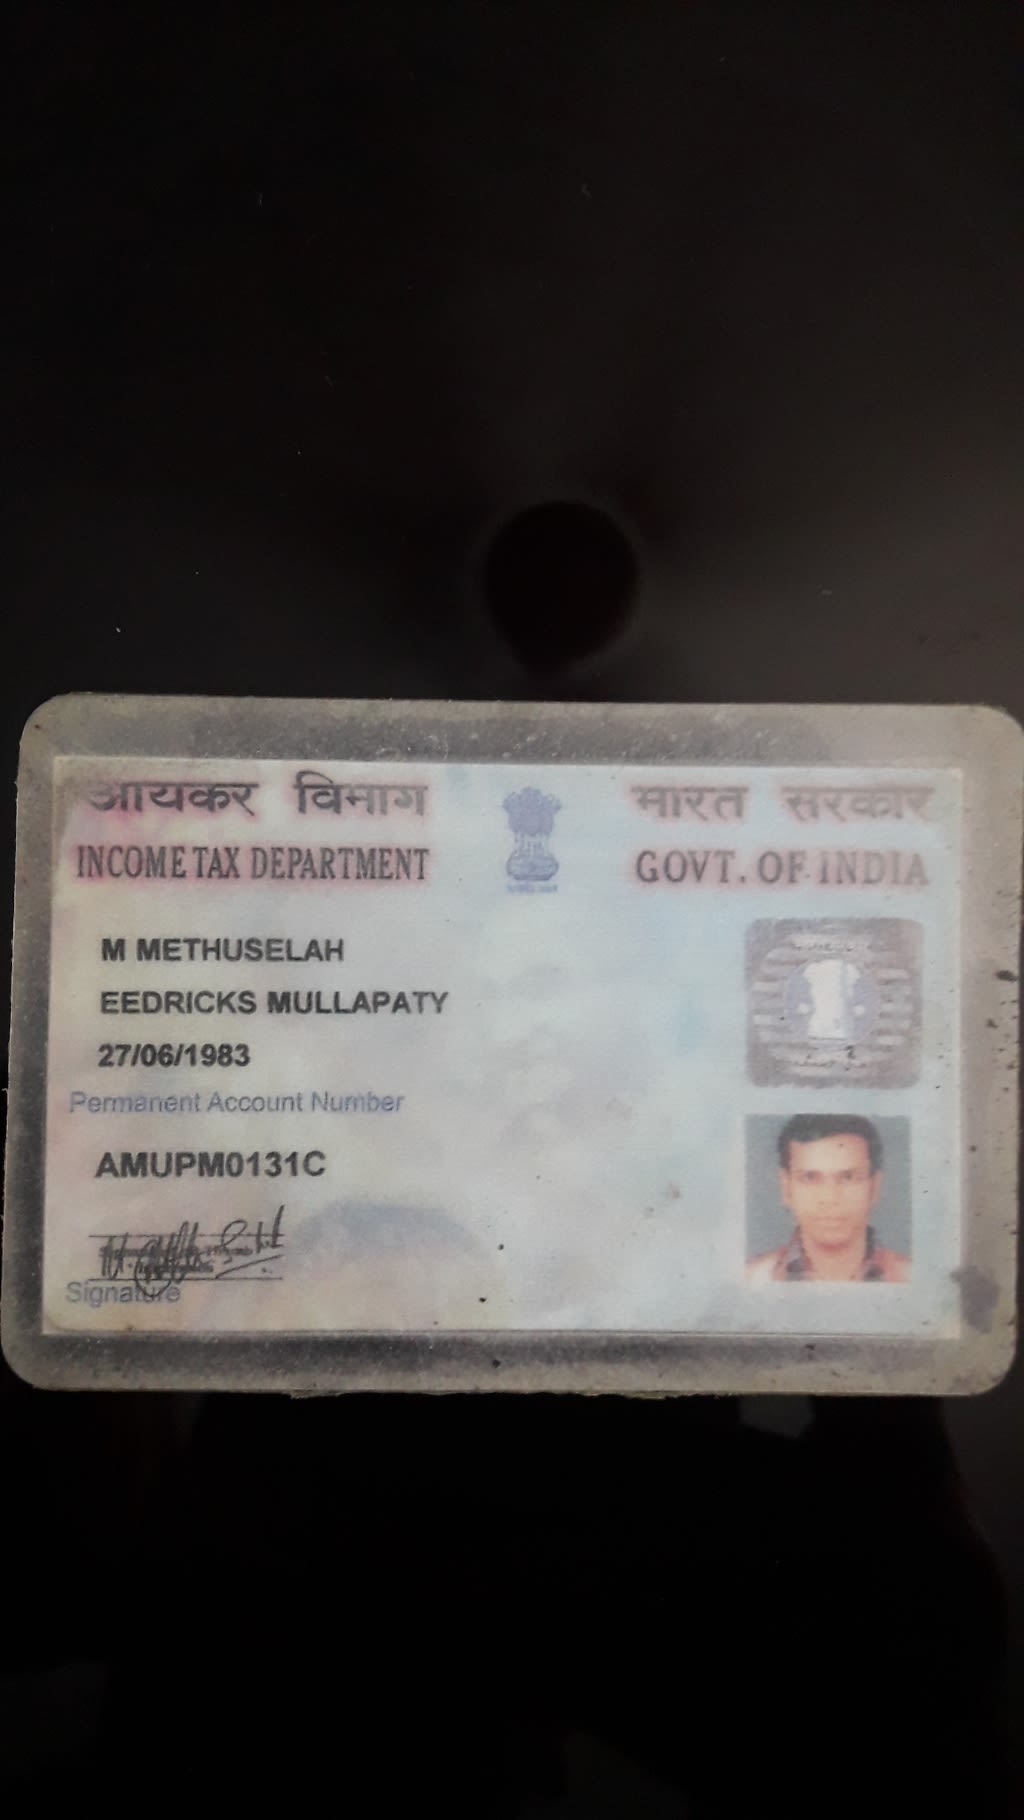 आयकर विभाग
INCOME TAX DEPARTMENT
भारत सरकार
GOVT. OF INDIA
M METHUSELAH
EEDRICKS MULLAPATY
27/06/1983
Permanent Account Number
AMUPM0131C
Signature